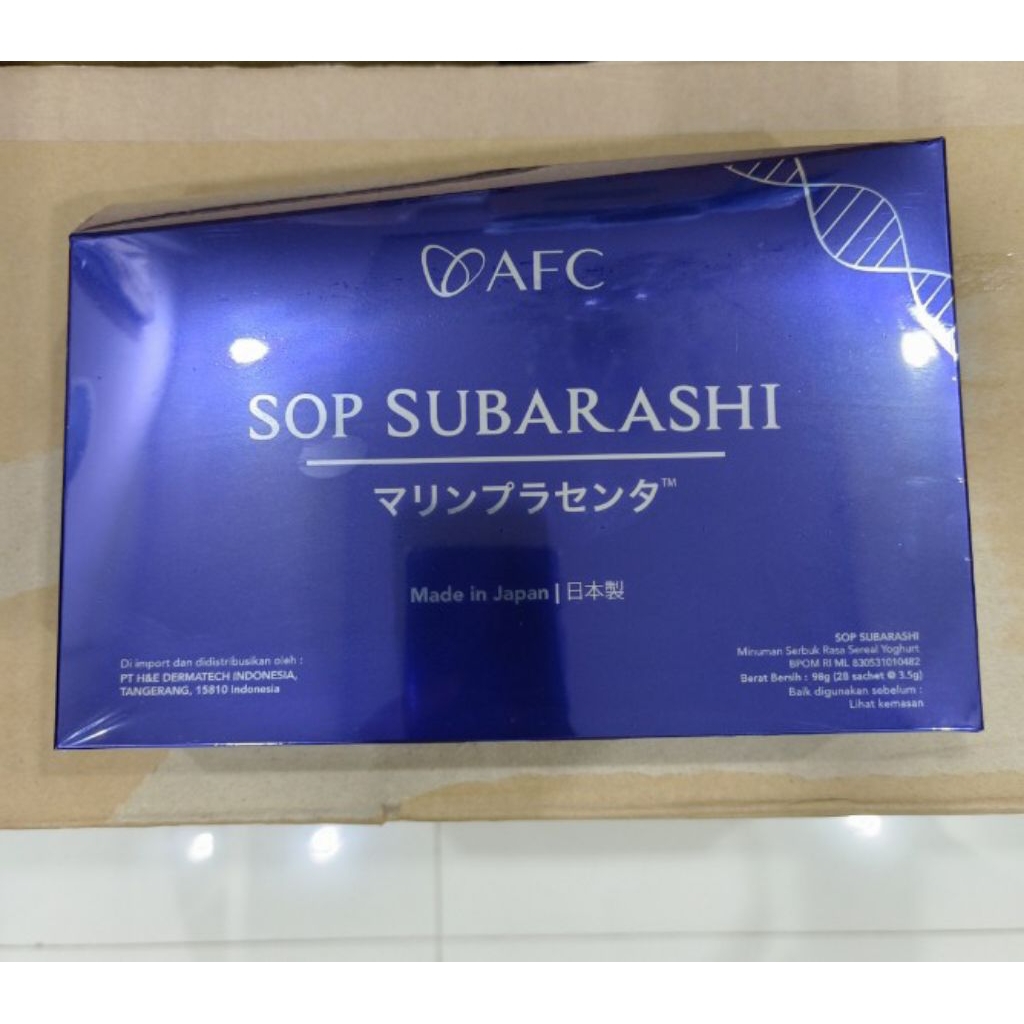 AFC
SOP SUBARASHI
マリンプラセンタ™
Made in Japan | 日本製
Di import dan didistribusikan oleh :
PT H&E DERMATECH INDONESIA,
TANGERANG, 15810 Indonesia
SOP SUBARASHI
Minuman Serbuk Rasa Sereal Yoghurt
BPOM RI ML 830531010482
Berat Bersih : 98g (28 sachet @ 3.5g)
Baik digunakan sebelum :
Lihat kemasan